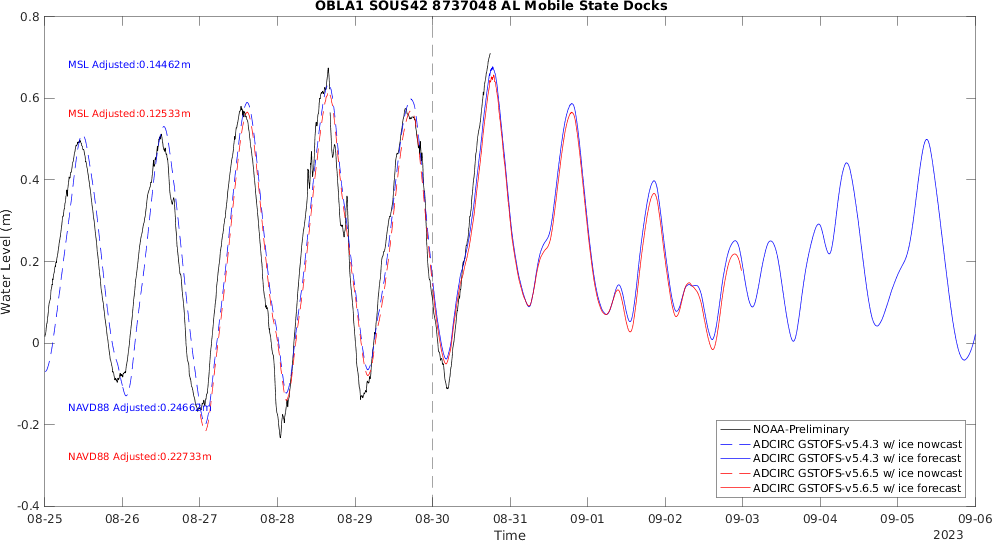 OBLA1 SOUS42 8737048 AL Mobile State Docks
0.8
MSL Adjusted:0.14462m
0.6
MSL Adjusted:0.12533m
0.4
Water Level (m)
0.2
0
NAVD88 Adjusted:0.24662m
-0.2
NAVD88 Adjusted:0.22733m
-0.4
NOAA-Preliminary
ADCIRC GSTOFS-v5.4.3 w/ ice nowcast
ADCIRC GSTOFS-v5.4.3 w/ ice forecast
ADCIRC GSTOFS-v5.6.5 w/ ice nowcast
ADCIRC GSTOFS-v5.6.5 w/ ice forecast
08-25 08-26 08-27 08-28 08-29 08-30 08-31 09-01 09-02 09-03 09-04 09-05 09-06
Time
2023